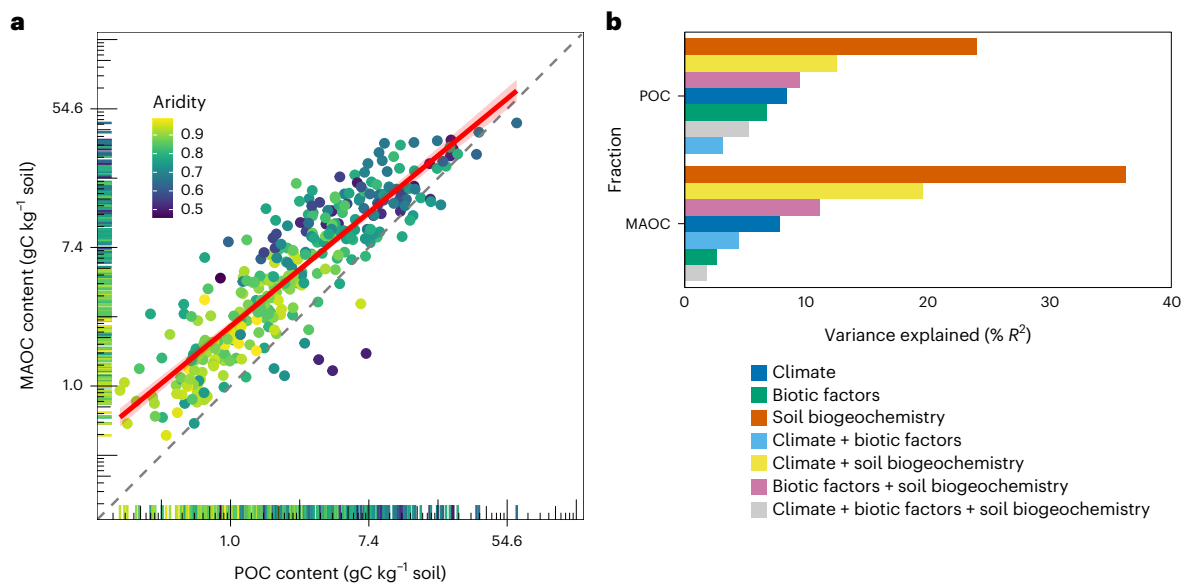 a
Aridity
0.9
0.8
0.7
0.6
0.5
54.6
7.4
1.0
MAOC content (gC kg⁻¹ soil)
1.0 7.4 54.6
POC content (gC kg⁻¹ soil)
b
POC
MAOC
Fraction
0 10 20 30 40
Variance explained (% R²)
Climate
Biotic factors
Soil biogeochemistry
Climate + biotic factors
Climate + soil biogeochemistry
Biotic factors + soil biogeochemistry
Climate + biotic factors + soil biogeochemistry